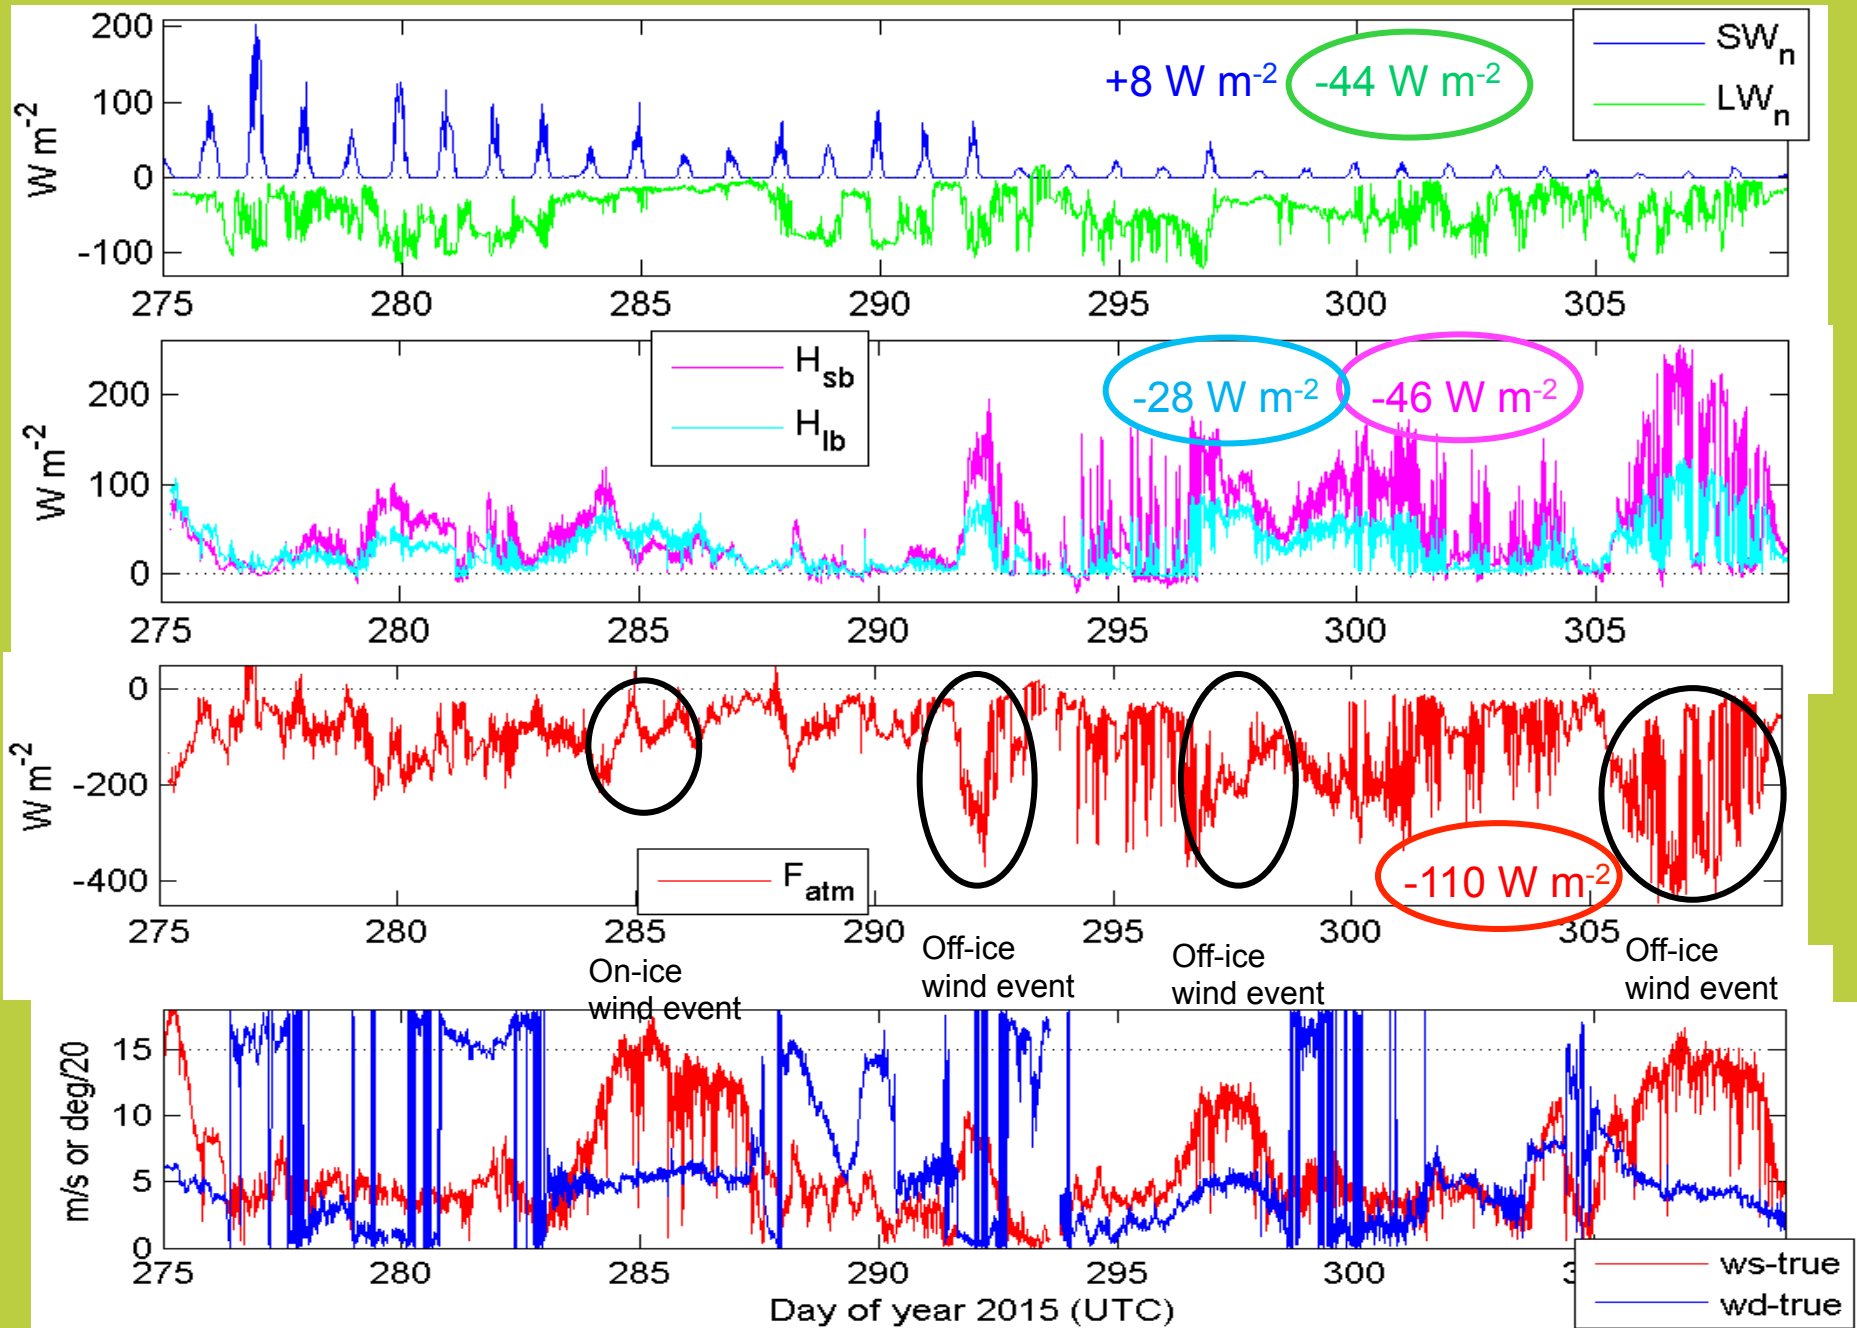 200
100
0
-100
W m-2
+8 W m-2
-44 W m-2
SWn
LWn
275 280 285 290 295 300 305
200
100
0
W m-2
Hsb
Hlb
-28 W m-2
-46 W m-2
275 280 285 290 295 300 305
0
-200
-400
W m-2
Fatm
-110 W m-2
275 280 285 290 295 300 305
On-ice
wind event
Off-ice
wind event
Off-ice
wind event
Off-ice
wind event
15
10
5
0
m/s or deg/20
275 280 285 290 295 300
ws-true
wd-true
Day of year 2015 (UTC)